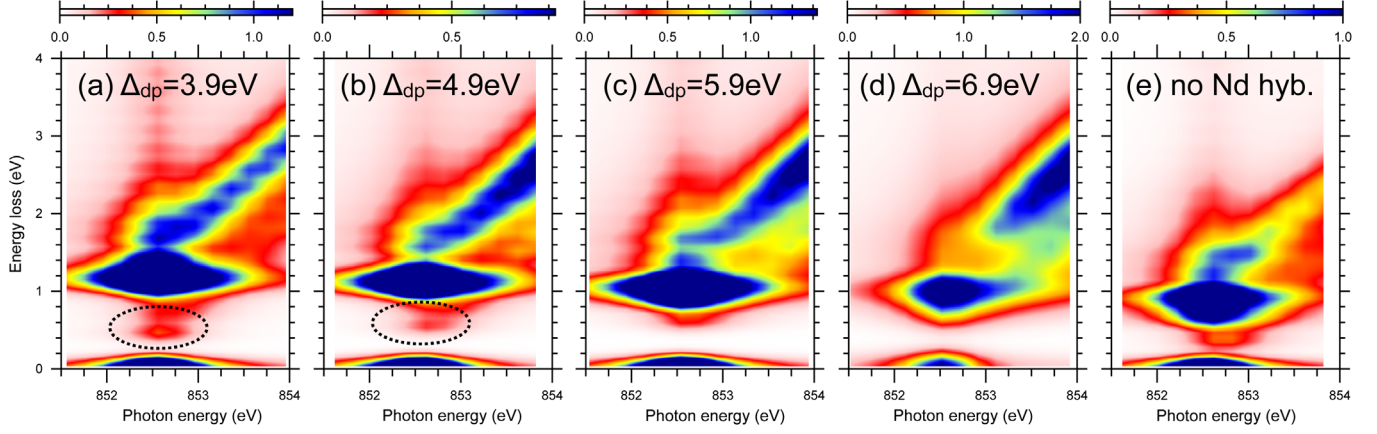 0.0 0.5 1.0 0.0 0.5 0.0 0.5 1.0 0.0 1.0 2.0 0.0 0.5 1.0
(a) Δdp=3.9eV (b) Δdp=4.9eV (c) Δdp=5.9eV (d) Δdp=6.9eV (e) no Nd hyb.
4
3
2
1
0
Energy loss (eV)
852 853 854 852 853 854 852 853 854 852 853 854 852 853 854
Photon energy (eV) Photon energy (eV) Photon energy (eV) Photon energy (eV) Photon energy (eV)